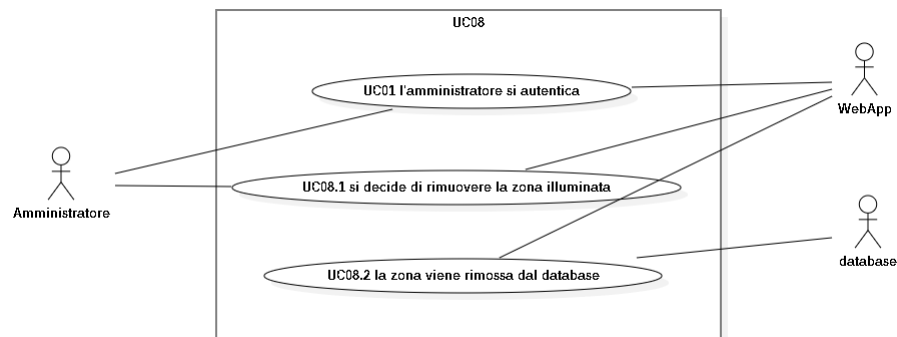 UC08
UC01 l'amministratore si autentica
WebApp
UC08.1 si decide di rimuovere la zona illuminata
Amministratore
database
UC08.2 la zona viene rimossa dal database